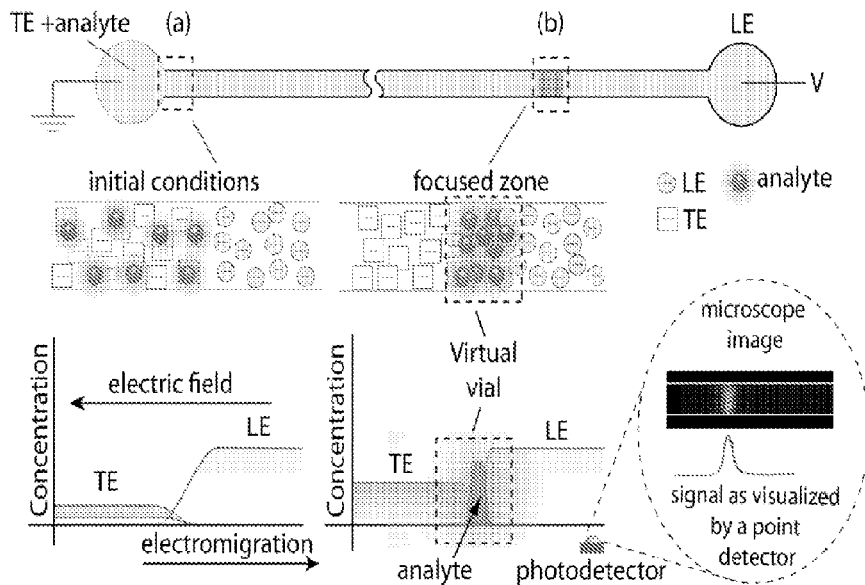 TE +analyte
(a)
(b)
LE
V
initial conditions
focused zone
LE
analyte
TE
Virtual
vial
microscope
image
Concentration
electric field
LE
TE
electromigration
Concentration
TE
LE
analyte
photodetector
signal as visualized
by a point
detector